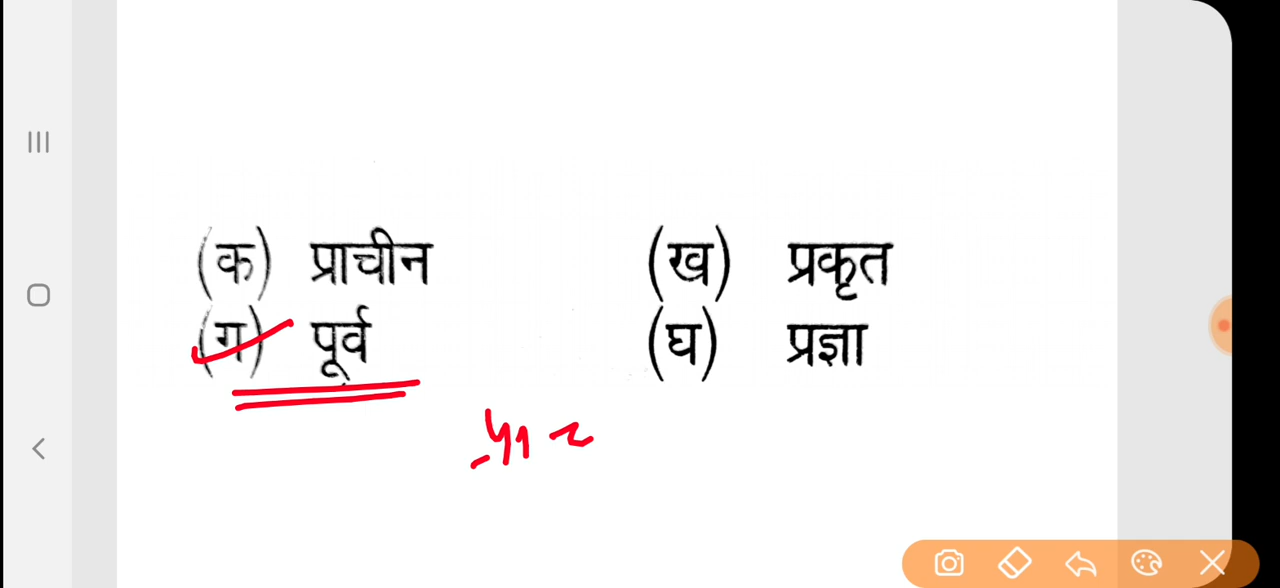 (क) प्राचीन (ख) प्रकृत
(ग) पूर्व (घ) प्रज्ञा